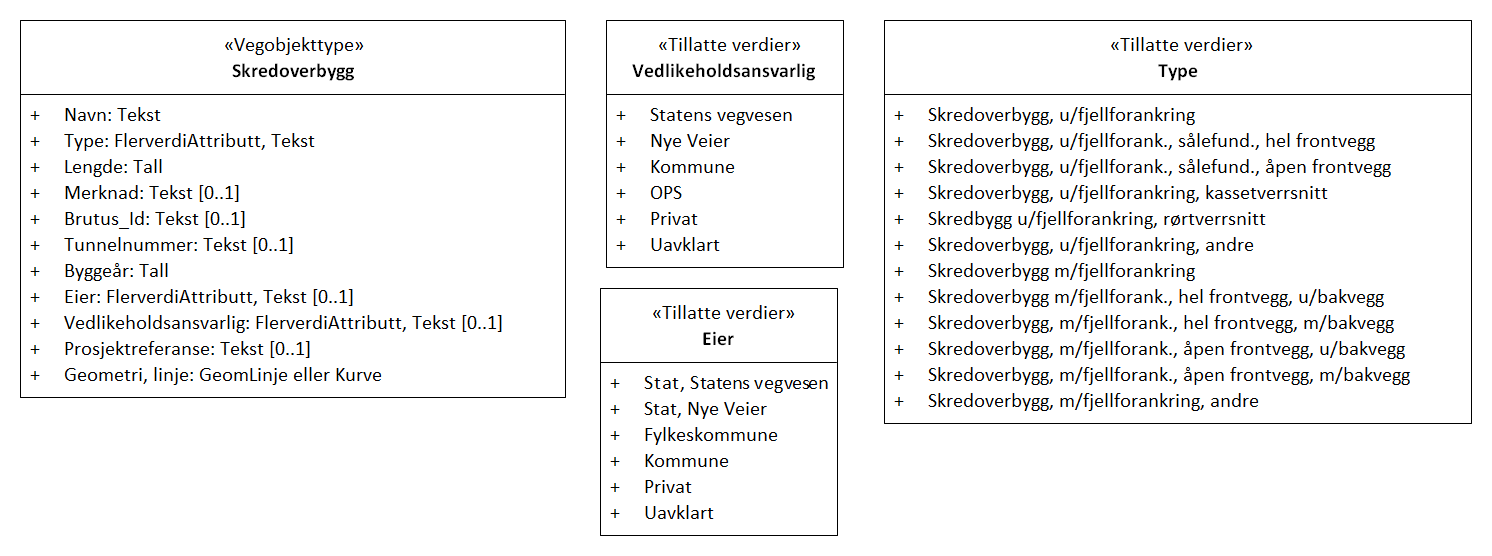 «Vegobjekttype»
Skredoverbygg
+ Navn: Tekst
+ Type: FlerverdiAttributt, Tekst
+ Lengde: Tall
+ Merknad: Tekst [0..1]
+ Brutus_Id: Tekst [0..1]
+ Tunnelnummer: Tekst [0..1]
+ Byggeår: Tall
+ Eier: FlerverdiAttributt, Tekst [0..1]
+ Vedlikeholdsansvarlig: FlerverdiAttributt, Tekst [0..1]
+ Prosjektreferanse: Tekst [0..1]
+ Geometri, linje: GeomLinje eller Kurve
«Tillatte verdier»
Vedlikeholdsansvarlig
+ Statens vegvesen
+ Nye Veier
+ Kommune
+ OPS
+ Privat
+ Uavklart
«Tillatte verdier»
Eier
+ Stat, Statens vegvesen
+ Stat, Nye Veier
+ Fylkeskommune
+ Kommune
+ Privat
+ Uavklart
«Tillatte verdier»
Type
+ Skredoverbygg, u/fjellforankring
+ Skredoverbygg, u/fjellforank., sålefund., hel frontvegg
+ Skredoverbygg, u/fjellforank., sålefund., åpen frontvegg
+ Skredoverbygg, u/fjellforankring, kassetverrsnitt
+ Skredbygg u/fjellforankring, rørtverrsnitt
+ Skredoverbygg, u/fjellforankring, andre
+ Skredoverbygg m/fjellforankring
+ Skredoverbygg m/fjellforank., hel frontvegg, u/bakvegg
+ Skredoverbygg, m/fjellforank., hel frontvegg, m/bakvegg
+ Skredoverbygg, m/fjellforank., åpen frontvegg, u/bakvegg
+ Skredoverbygg, m/fjellforank., åpen frontvegg, m/bakvegg
+ Skredoverbygg, m/fjellforankring, andre